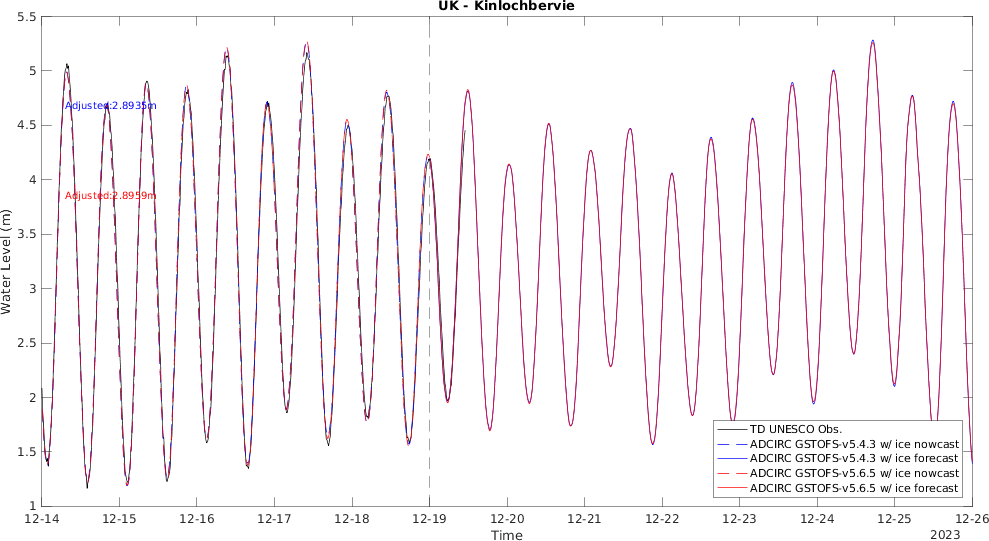 UK - Kinlochbervie
5.5
5
4.5
4
3.5
3
2.5
2
1.5
1
Water Level (m)
Adjusted:2.8935m
Adjusted:2.8959m
TD UNESCO Obs.
ADCIRC GSTOFS-v5.4.3 w/ ice nowcast
ADCIRC GSTOFS-v5.4.3 w/ ice forecast
ADCIRC GSTOFS-v5.6.5 w/ ice nowcast
ADCIRC GSTOFS-v5.6.5 w/ ice forecast
12-14 12-15 12-16 12-17 12-18 12-19 12-20 12-21 12-22 12-23 12-24 12-25 12-26
Time
2023